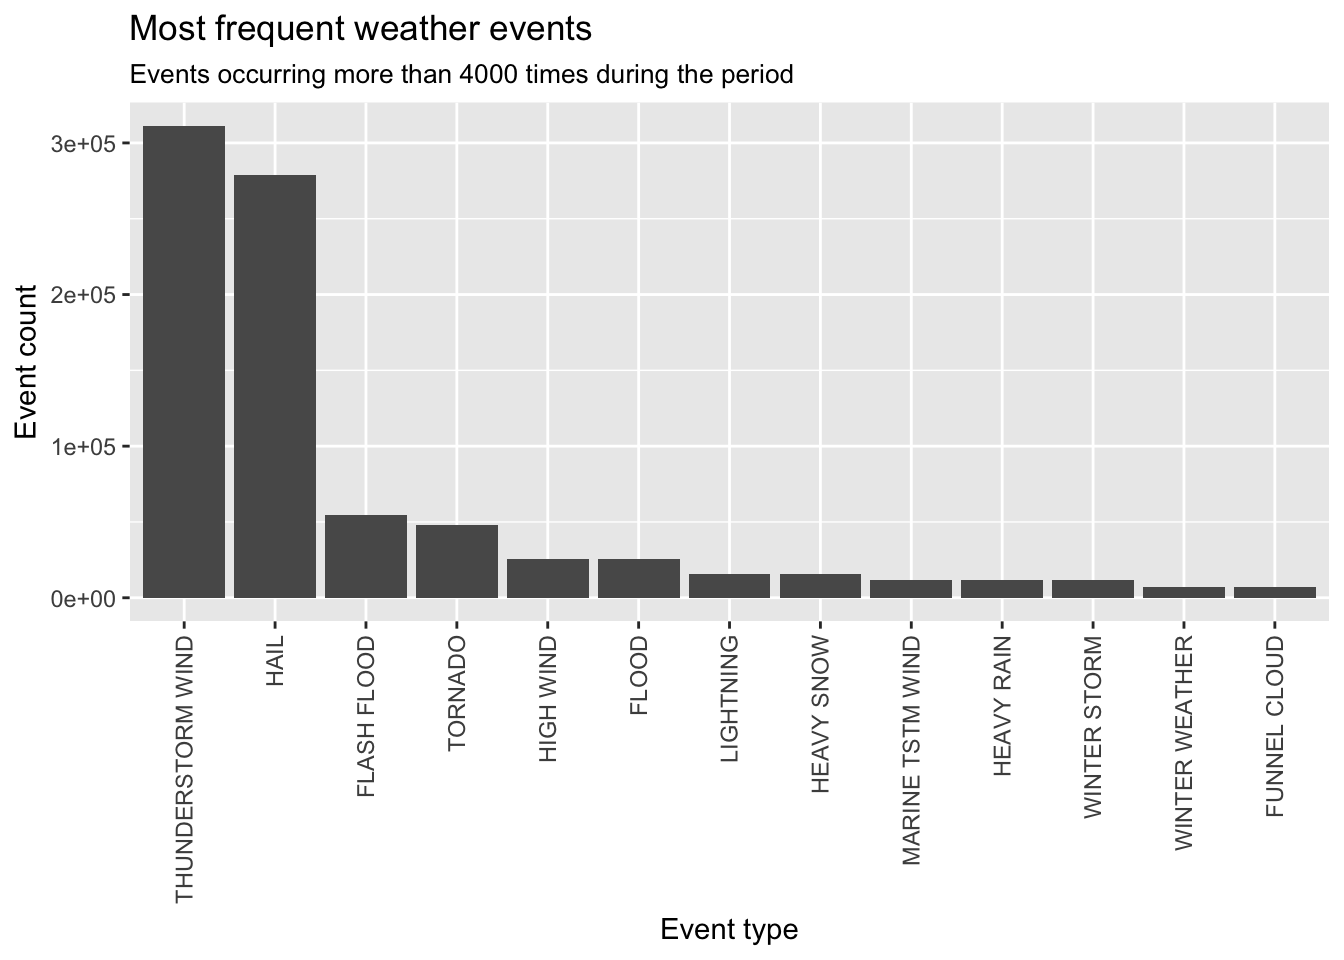 Most frequent weather events
Events occurring more than 4000 times during the period
3e+05
2e+05
1e+05
0e+00
Event count
THUNDERSTORM WIND
HAIL
FLASH FLOOD
TORNADO
HIGH WIND
FLOOD
LIGHTNING
HEAVY SNOW
MARINE TSTM WIND
HEAVY RAIN
WINTER STORM
WINTER WEATHER
FUNNEL CLOUD
Event type